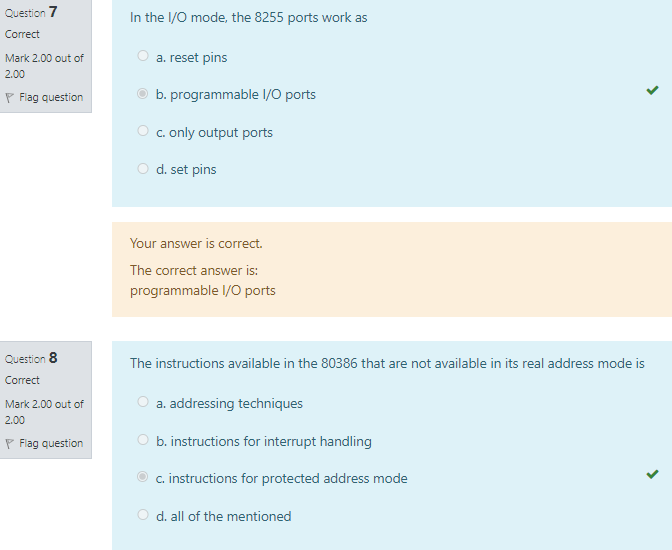 Question 7
Correct
Mark 2.00 out of
2.00
Flag question
In the I/O mode, the 8255 ports work as
a. reset pins
b. programmable I/O ports
c. only output ports
d. set pins
Your answer is correct.
The correct answer is:
programmable I/O ports
Question 8
Correct
Mark 2.00 out of
2.00
Flag question
The instructions available in the 80386 that are not available in its real address mode is
a. addressing techniques
b. instructions for interrupt handling
c. instructions for protected address mode
d. all of the mentioned